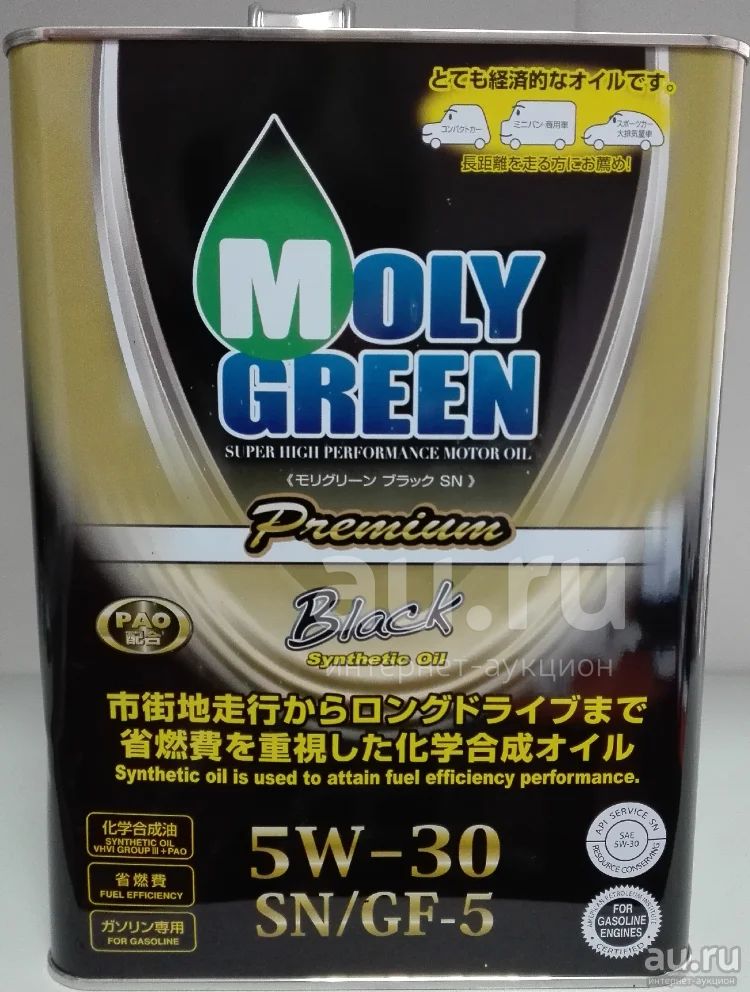 とても経済的なオイルです。
コンパクトカー
ミニバン・商用車
スポーツカー
大排気量車
長距離を走る方にお薦め!
MOLY
GREEN
SUPER HIGH PERFORMANCE MOTOR OIL
《モリグリーン ブラック SN》
Premium
au.ru
интернет-аукцион
PAO
配合
Black
Synthetic Oil
市街地走行からロングドライブまで
省燃費を重視した化学合成オイル
Synthetic oil is used to attain fuel efficiency performance.
化学合成油
SYNTHETIC OIL
VHVI GROUP III + PAO
省燃費
FUEL EFFICIENCY
ガソリン専用
FOR GASOLINE
5W-30
SN/GF-5
API SERVICE SN
SAE
5W-30
RESOURCE CONSERVING
AMERICAN PETROLEUM INSTITUTE
FOR
GASOLINE
ENGINES
CERTIFIED
au.ru
интернет-аукцион